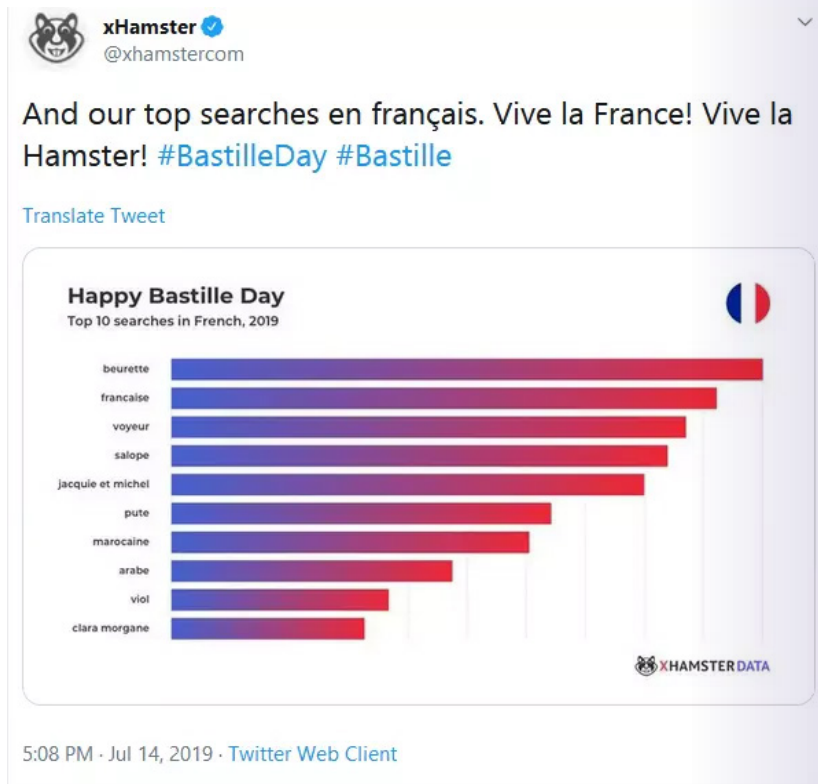 xHamster
@xhamstercom
And our top searches en français. Vive la France! Vive la
Hamster! #BastilleDay #Bastille
Translate Tweet
Happy Bastille Day
Top 10 searches in French, 2019
beurette
francaise
voyeur
salope
jacquie et michel
pute
marocaine
arabe
viol
clara morgane
XHAMSTERDATA
5:08 PM · Jul 14, 2019 · Twitter Web Client